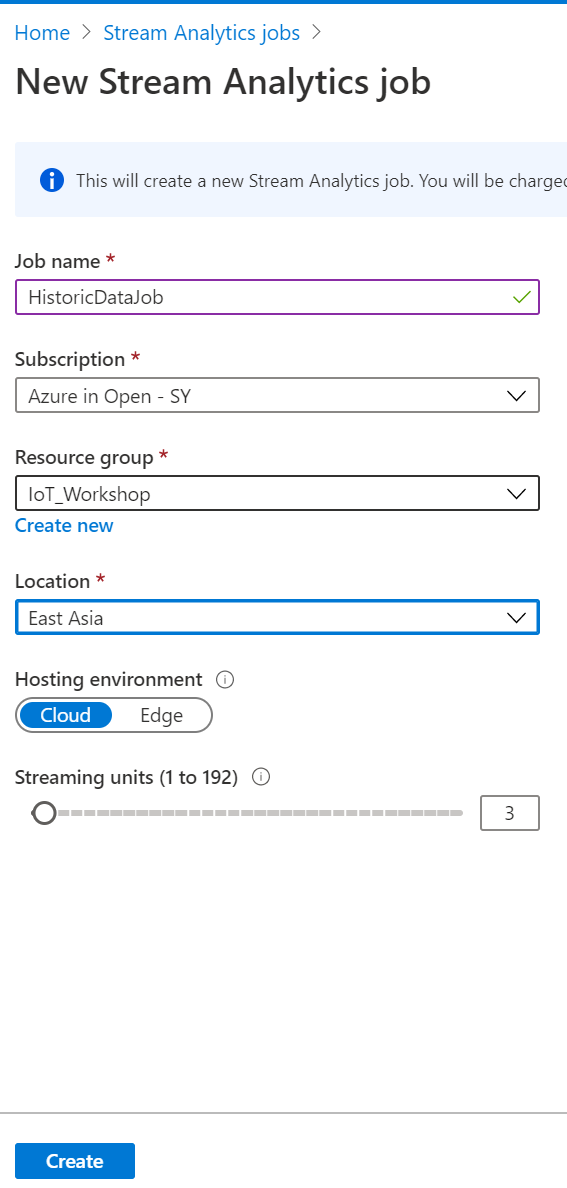 Home > Stream Analytics jobs >
New Stream Analytics job
This will create a new Stream Analytics job. You will be charged
Job name *
HistoricDataJob
Subscription *
Azure in Open - SY
Resource group *
IoT_Workshop
Create new
Location *
East Asia
Hosting environment
Cloud Edge
Streaming units (1 to 192)
3
Create